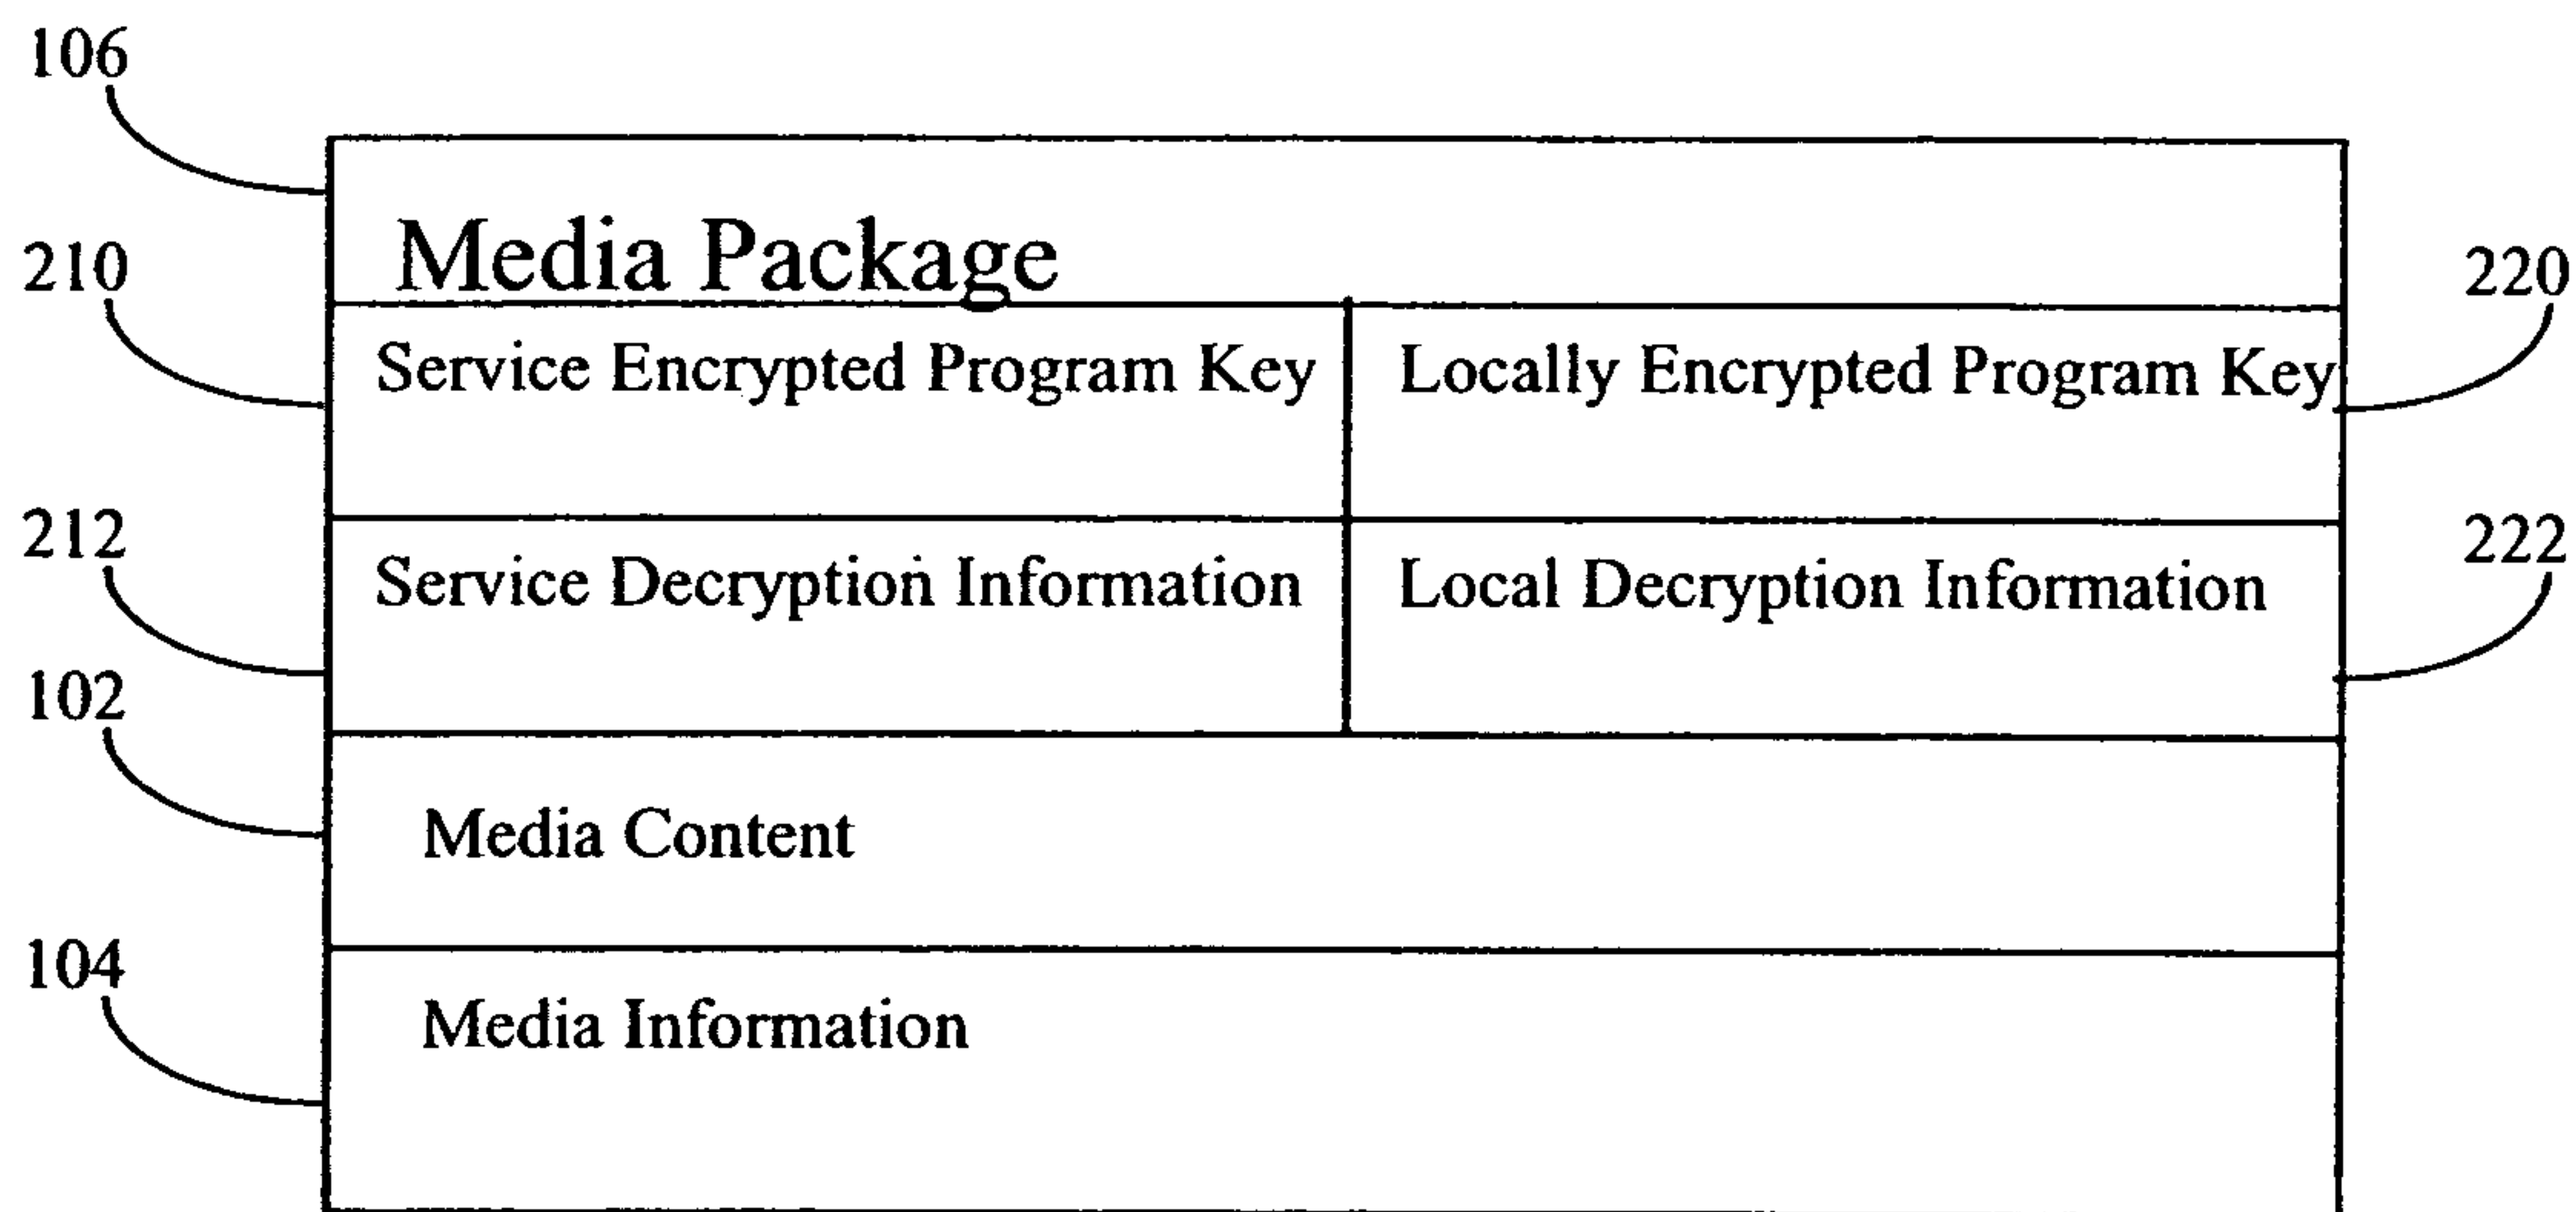 106
Media Package
210
220
Service Encrypted Program Key
Locally Encrypted Program Key
212
222
Service Decryption Information
Local Decryption Information
102
Media Content
104
Media Information